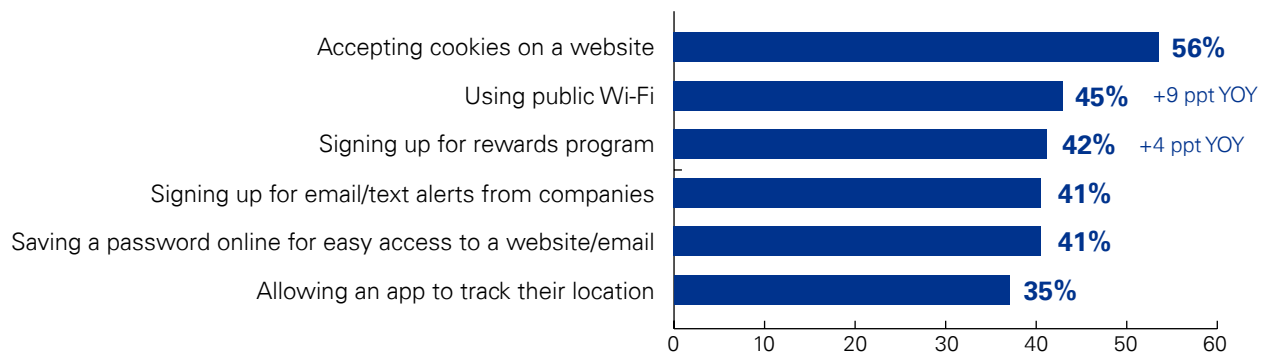 Accepting cookies on a website 56%
Using public Wi-Fi 45% +9 ppt YOY
Signing up for rewards program 42% +4 ppt YOY
Signing up for email/text alerts from companies 41%
Saving a password online for easy access to a website/email 41%
Allowing an app to track their location 35%
0 10 20 30 40 50 60